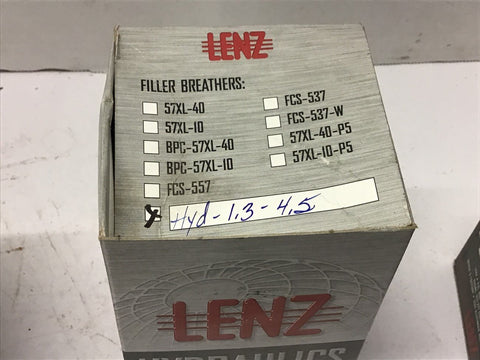 LENZ
FILLER BREATHERS:
57XL-40
57XL-10
BPC-57XL-40
BPC-57XL-10
FCS-557
FCS-537
FCS-537-W
57XL-40-P5
57XL-10-P5
Hyd-1.3-4.5
LENZ
HYDRAULICS